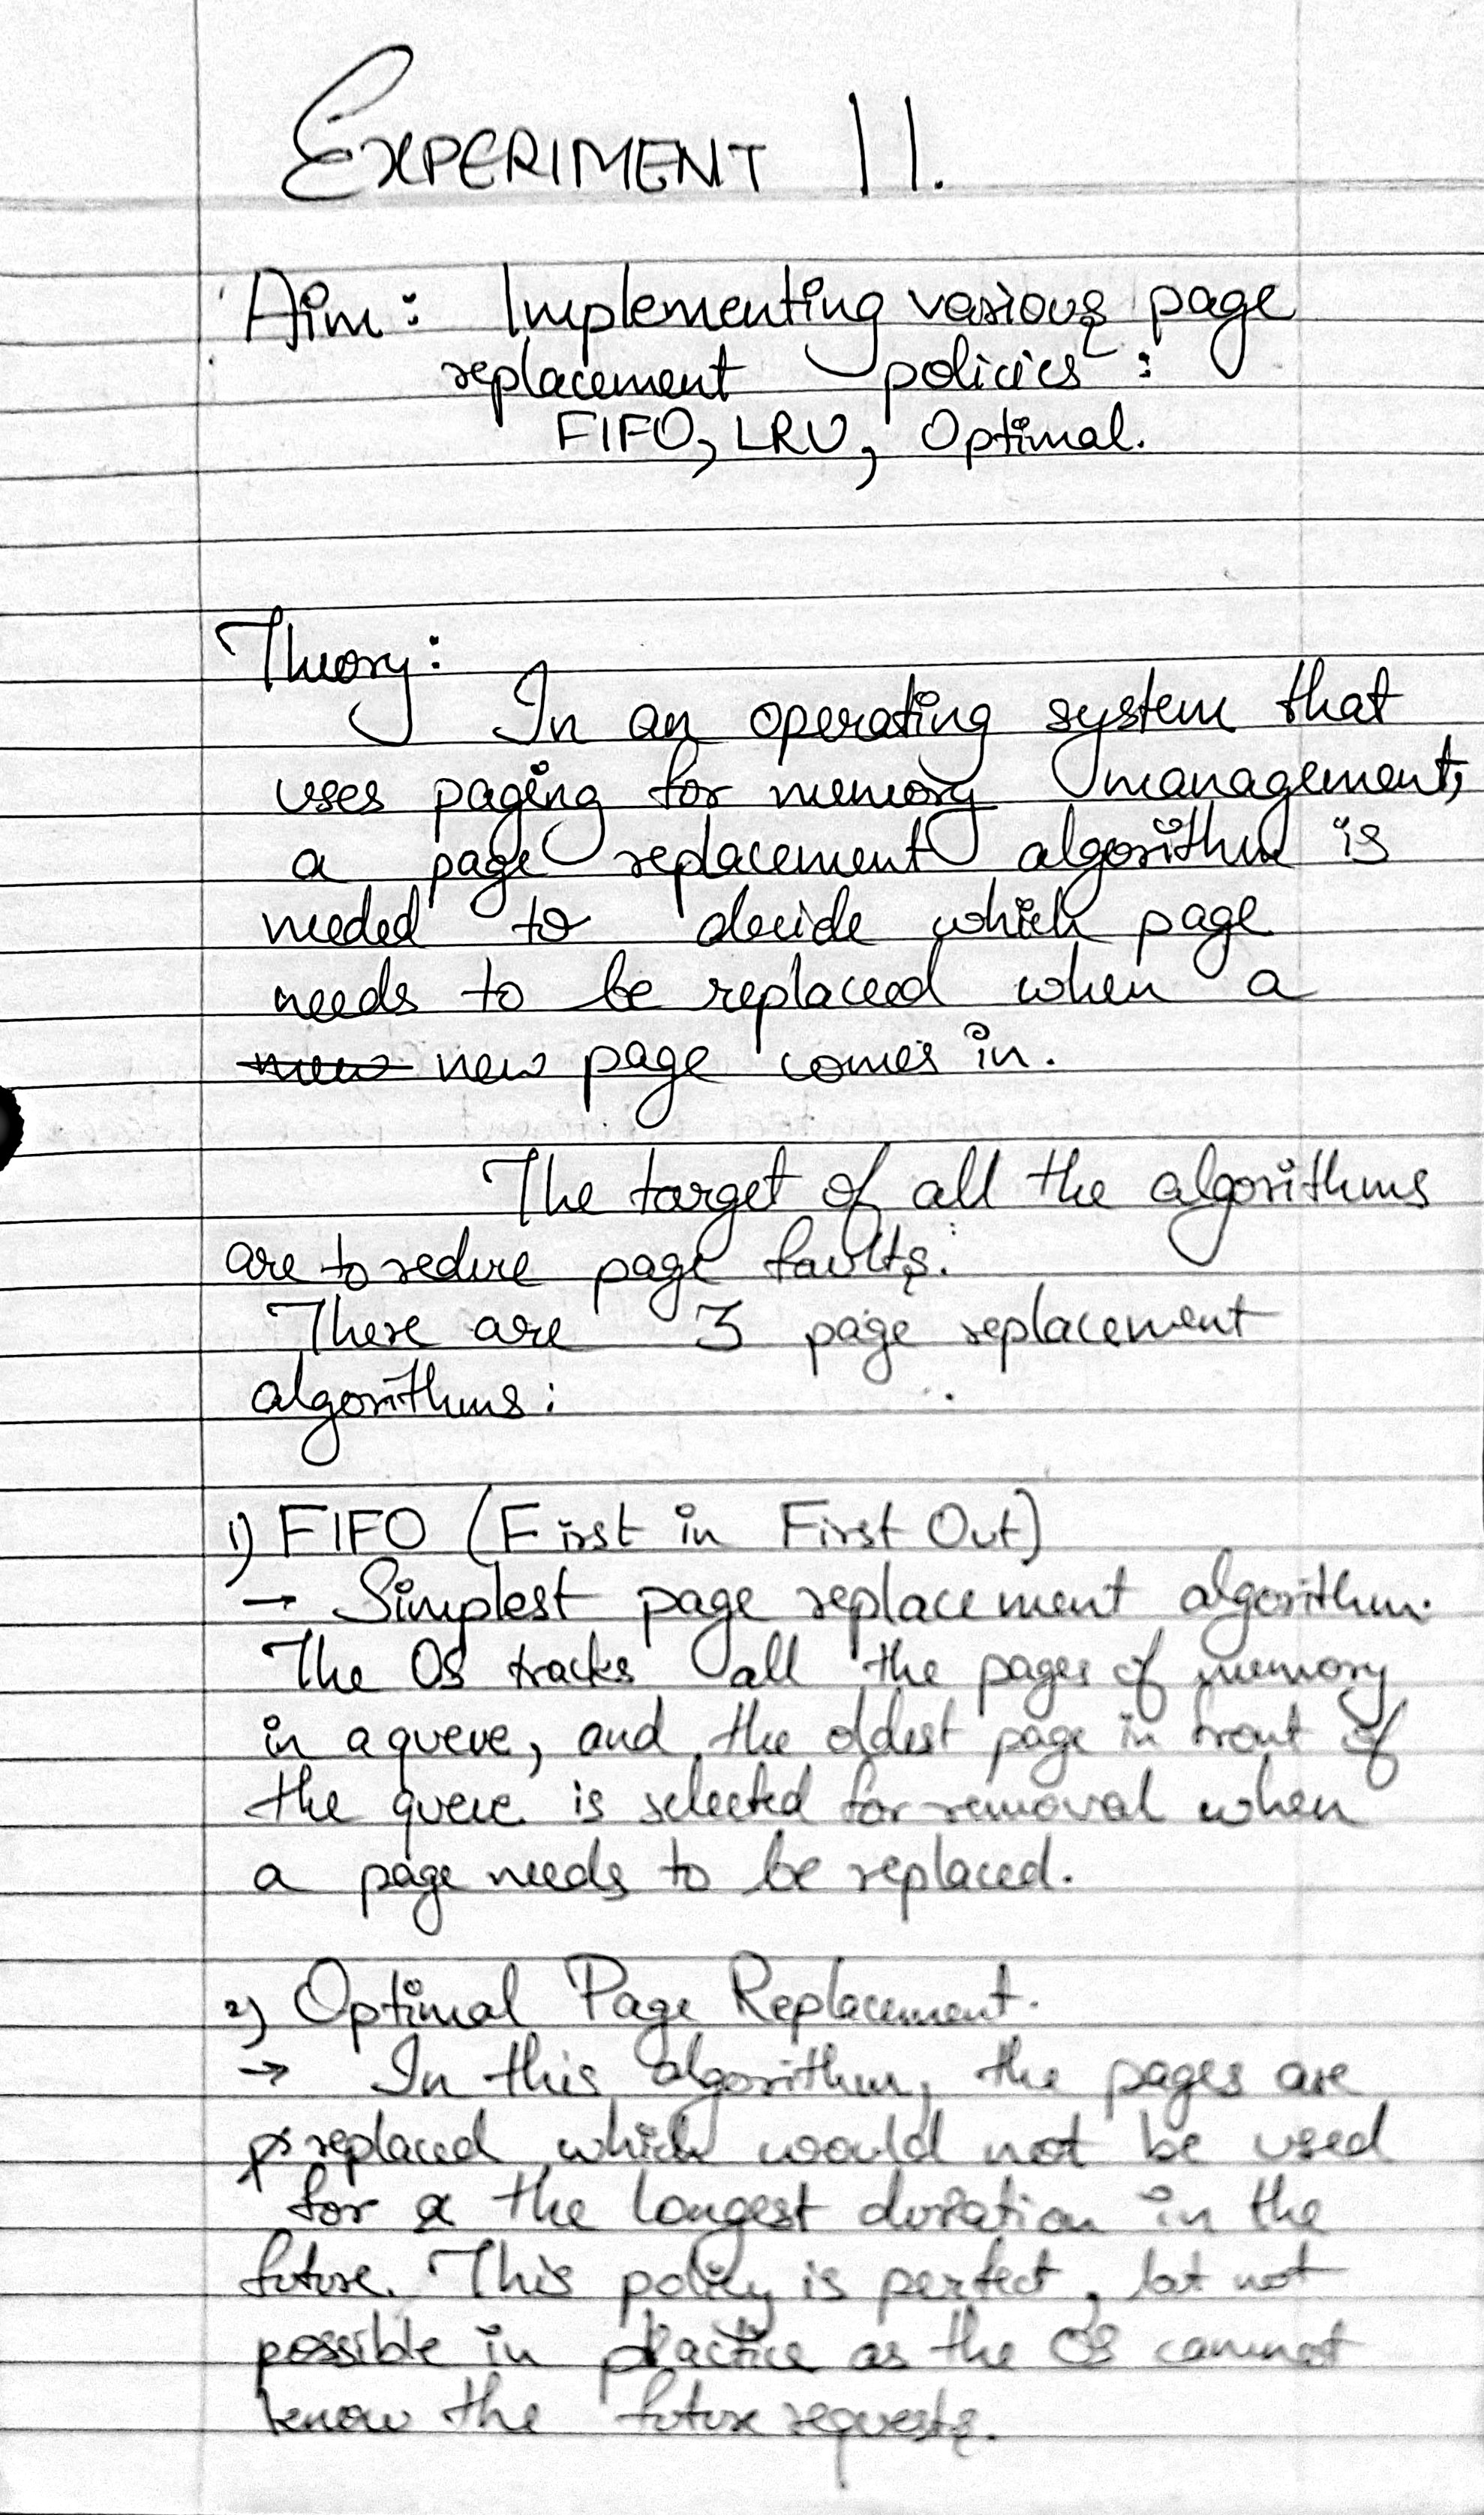 EXPERIMENT 11.
Aim: Implementing various page
replacement policies :
FIFO, LRU, Optimal.
Theory:
In an operating system that
uses paging for memory management,
a page replacement algorithm is
needed to decide which page
needs to be replaced when a
new page comes in.
The target of all the algorithms
are to reduce page faults.
There are 3 page replacement
algorithms:
1) FIFO (First in First Out)
→ Simplest page replacement algorithm.
The OS tracks all the pages of memory
in a queue, and the oldest page in front of
the queue is selected for removal when
a page needs to be replaced.
2) Optimal Page Replacement.
→ In this algorithm, the pages are
replaced which would not be used
for the longest duration in the
future. This policy is perfect, but not
possible in practice as the OS cannot
know the future requests.